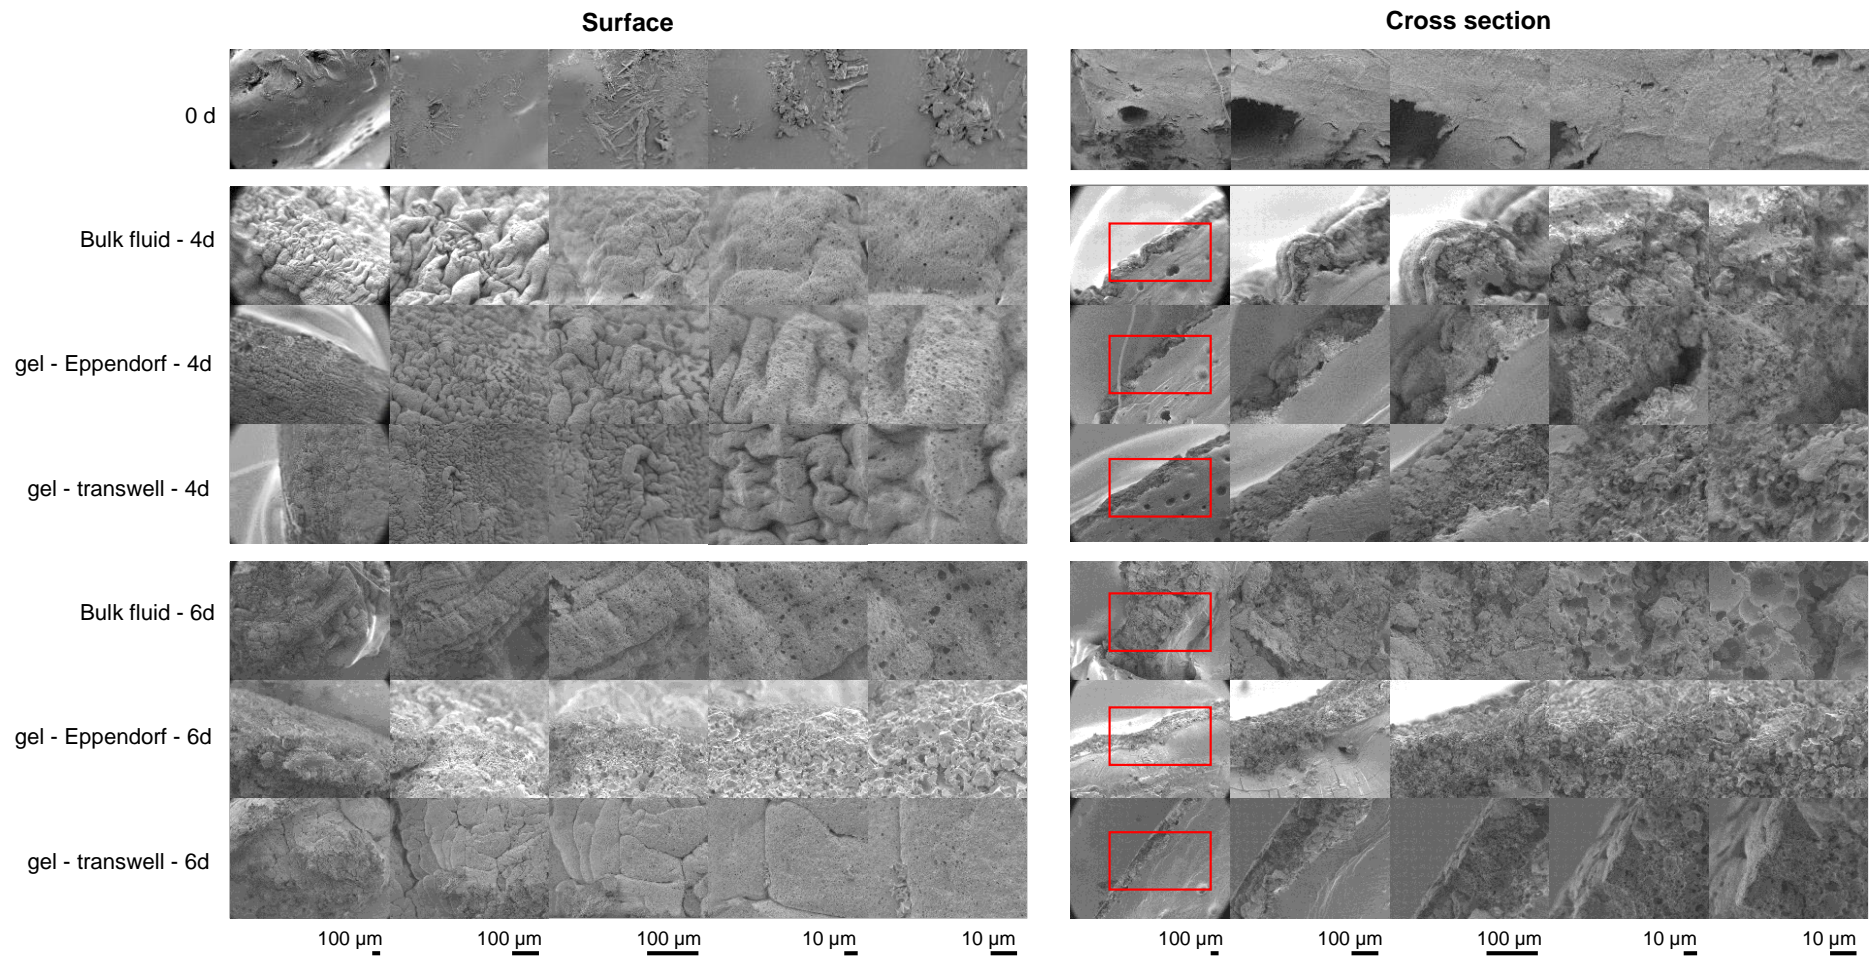 Surface
Cross section
0 d
Bulk fluid - 4d
gel - Eppendorf - 4d
gel - transwell - 4d
Bulk fluid - 6d
gel - Eppendorf - 6d
gel - transwell - 6d
100 µm 100 µm 100 µm 10 µm 10 µm 100 µm 100 µm 100 µm 10 µm 10 µm